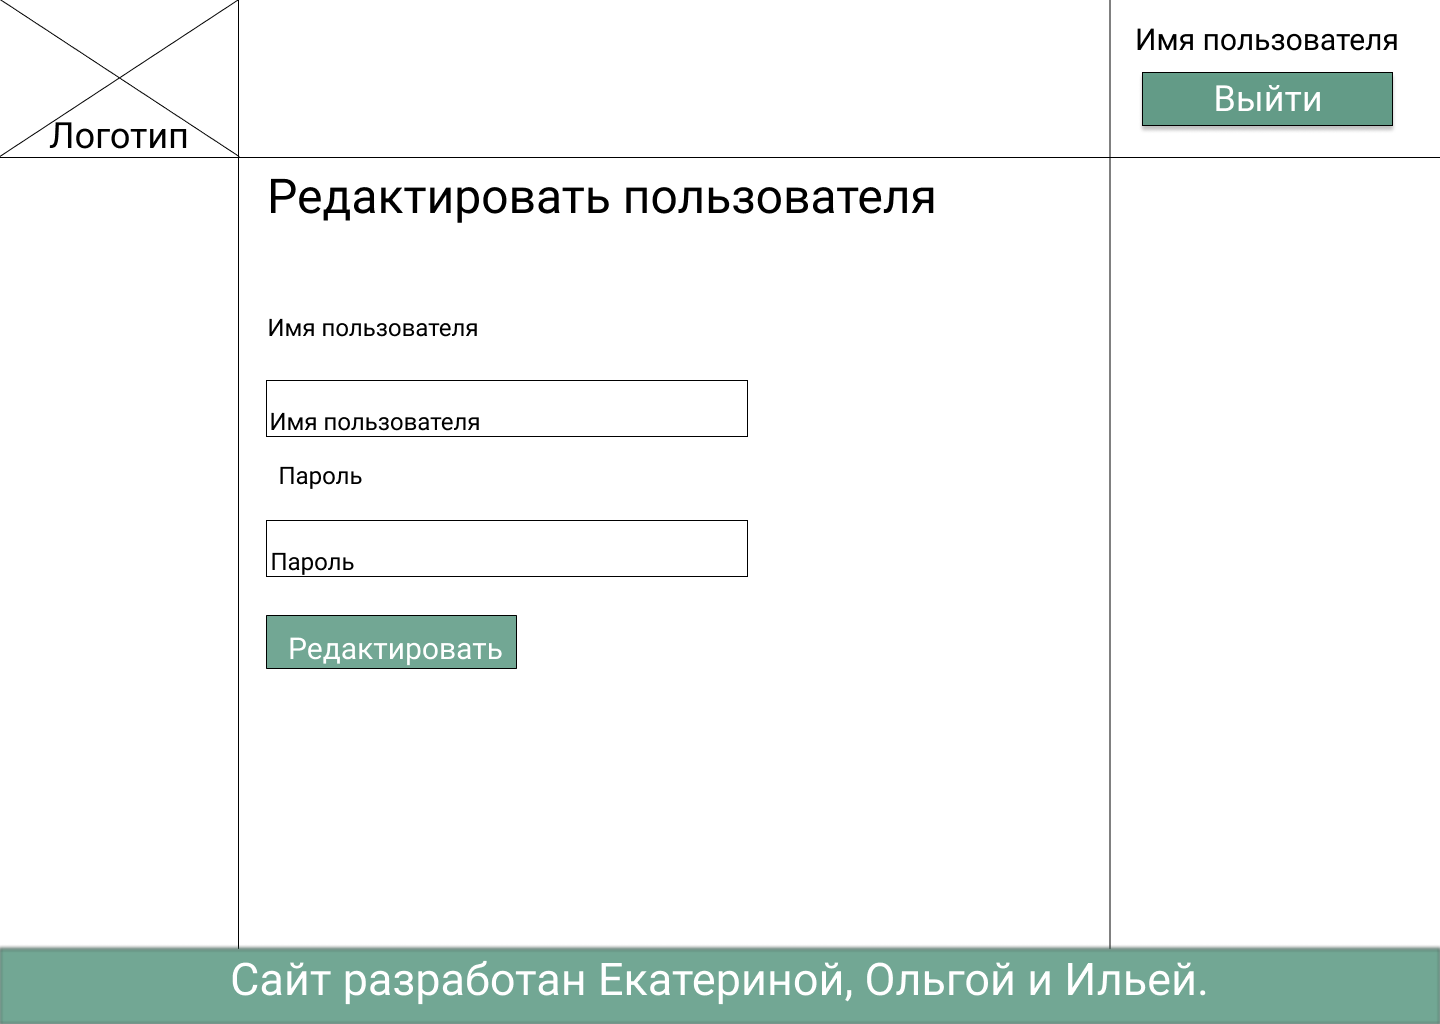 Логотип
Имя пользователя
Выйти
Редактировать пользователя
Имя пользователя
Имя пользователя
Пароль
Пароль
Редактировать
Сайт разработан Екатериной, Ольгой и Ильей.